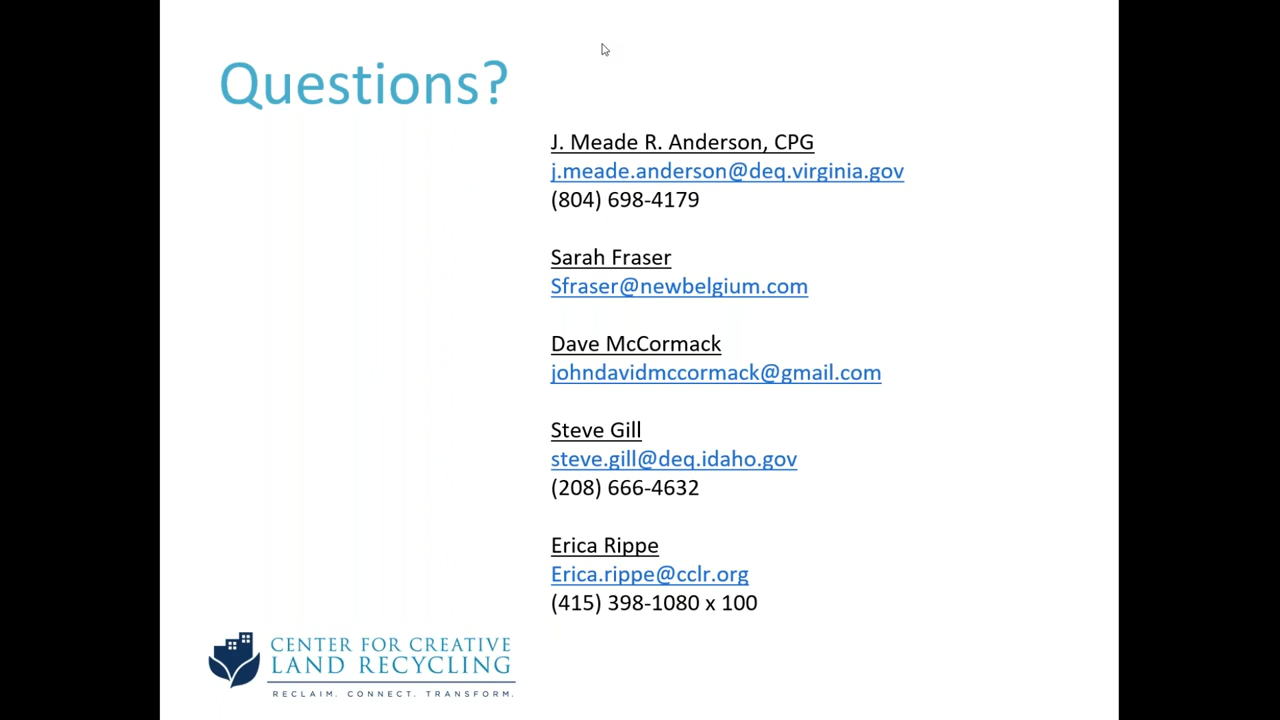 Questions?
J. Meade R. Anderson, CPG
j.meade.anderson@deq.virginia.gov
(804) 698-4179
Sarah Fraser
Sfraser@newbelgium.com
Dave McCormack
johndavidmccormack@gmail.com
Steve Gill
steve.gill@deq.idaho.gov
(208) 666-4632
Erica Rippe
Erica.rippe@cclr.org
(415) 398-1080 x 100
CENTER FOR CREATIVE
LAND RECYCLING
RECLAIM. CONNECT. TRANSFORM.